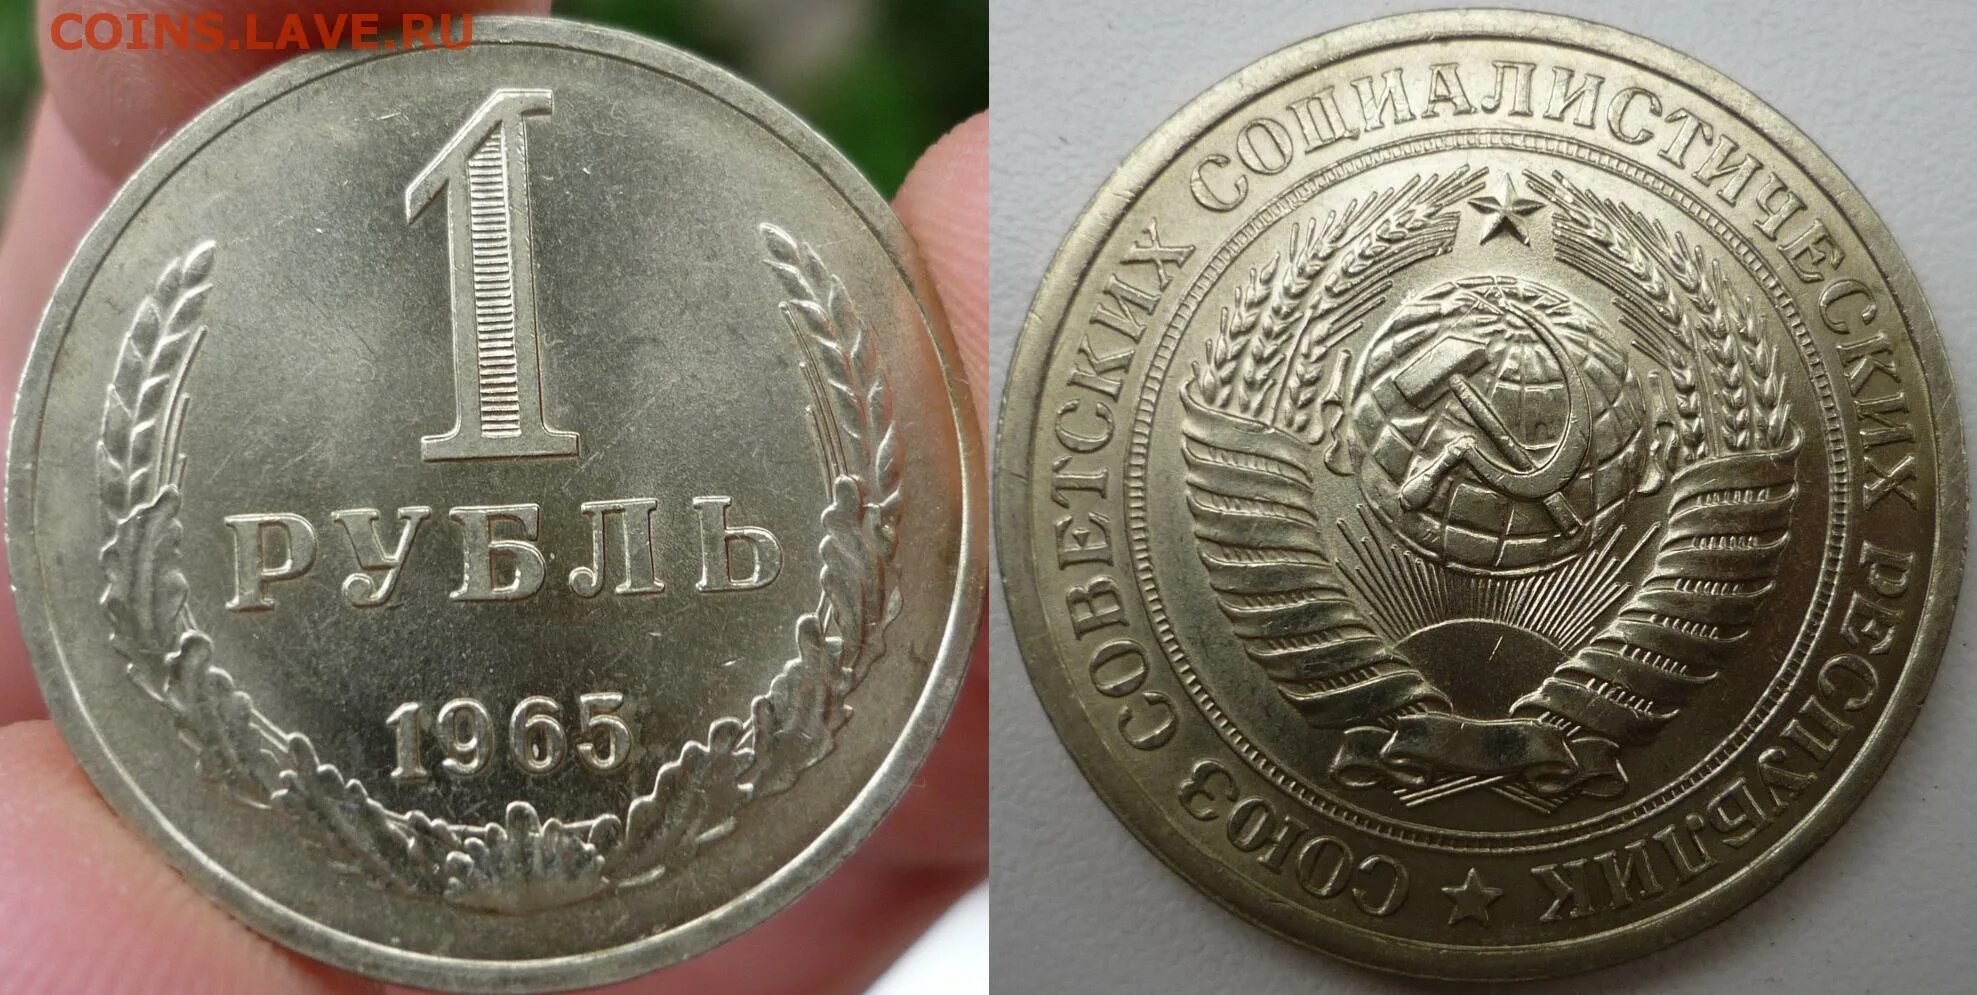 COINS.LAVE.RU
1
РУБЛЬ
1965
СОЮЗ СОВЕТСКИХ СОЦИАЛИСТИЧЕСКИХ РЕСПУБЛИК